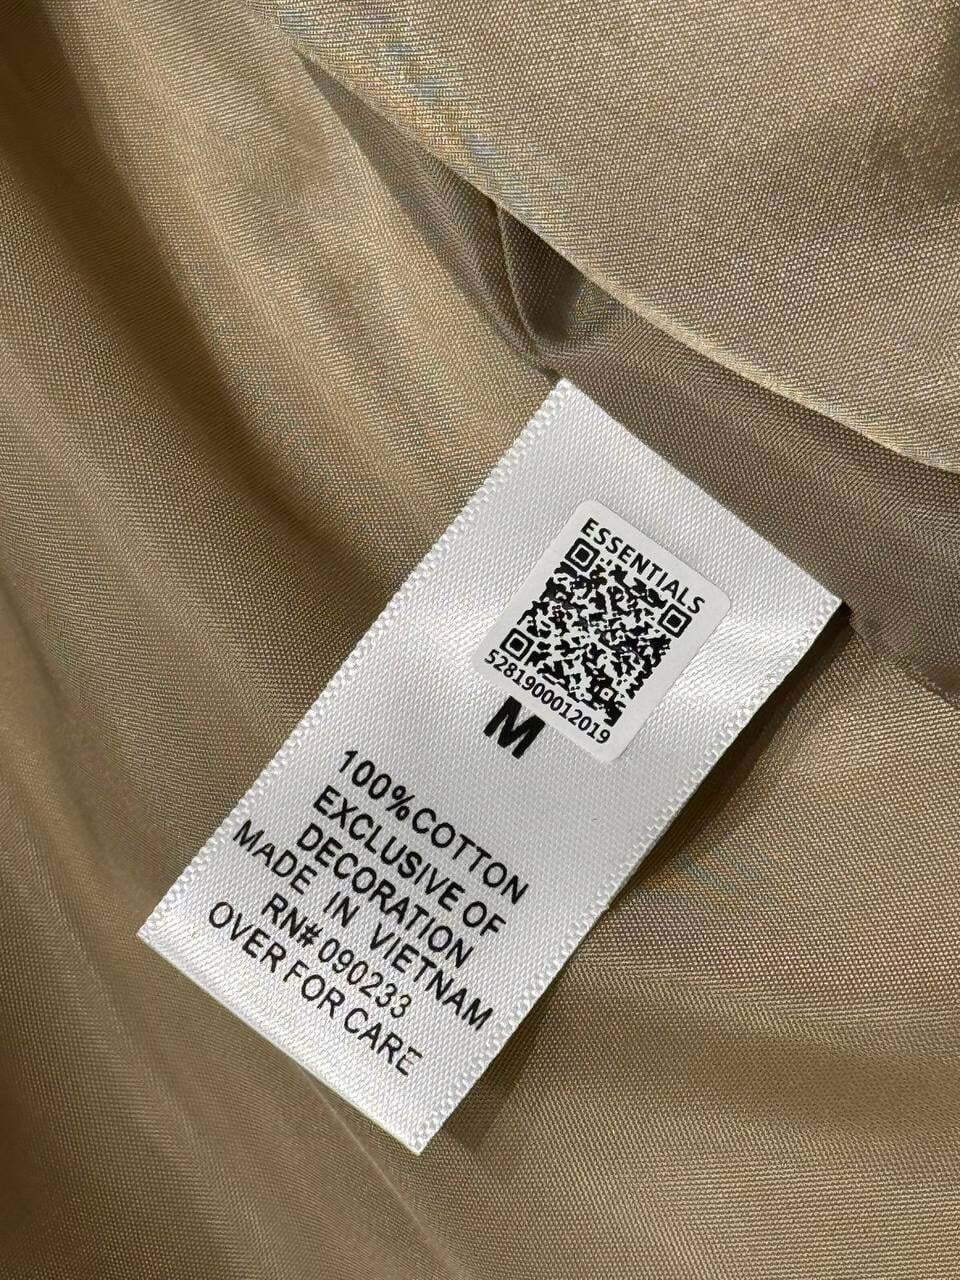 ESSENTIALS
5281900012019
M
100%COTTON
EXCLUSIVE OF
DECORATION
MADE IN VIETNAM
RN# 090233
OVER FOR CARE